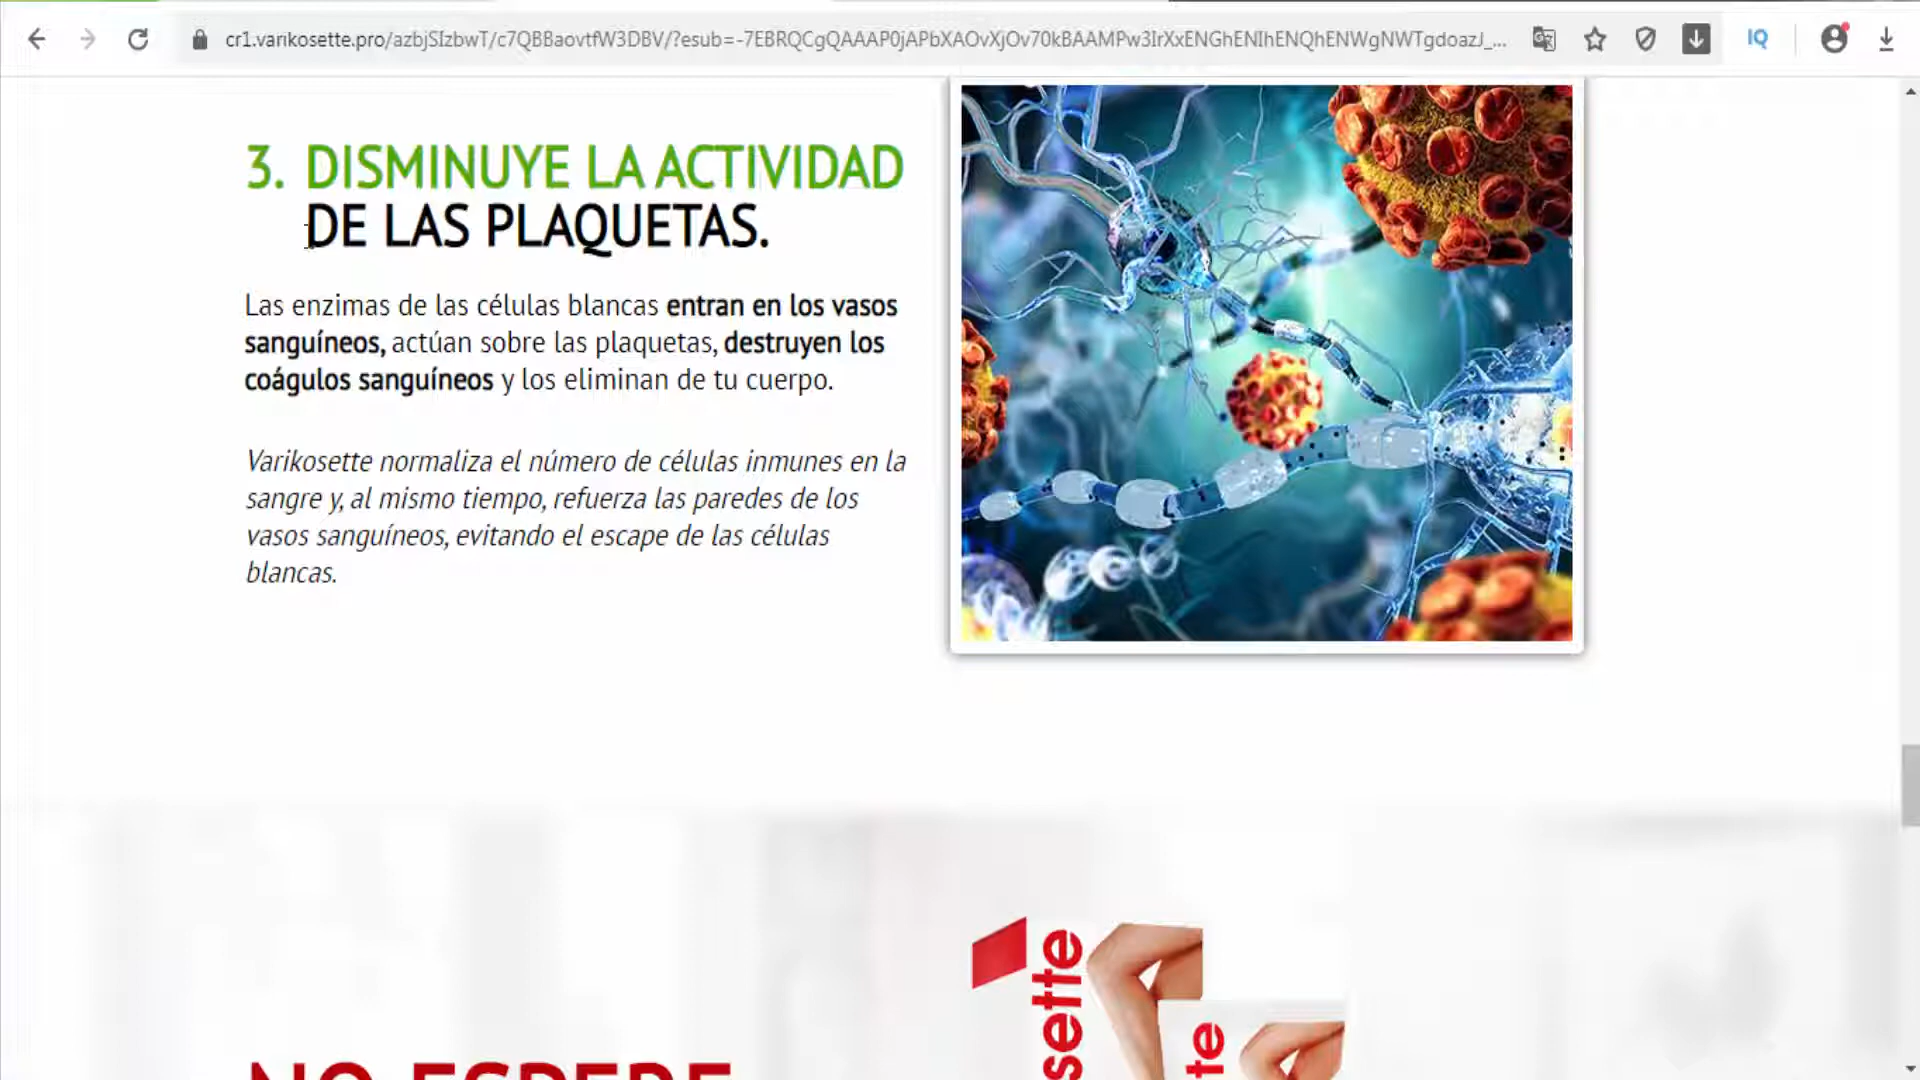 cr1.varikosette.pro/azbjSIzbwT/c7QBBaovtfW3DBV/?esub=-7EBRQCgQAAAP0jAPbXAOvXjOv70kBAAMPw3IrXxENGhENIhENQhENWgNWTgdoazJ_...
IQ
3. DISMINUYE LA ACTIVIDAD
DE LAS PLAQUETAS.
Las enzimas de las células blancas entran en los vasos
sanguíneos, actúan sobre las plaquetas, destruyen los
coágulos sanguíneos y los eliminan de tu cuerpo.
Varikosette normaliza el número de células inmunes en la
sangre y, al mismo tiempo, refuerza las paredes de los
vasos sanguíneos, evitando el escape de las células
blancas.
sette
te
NO ESPERE